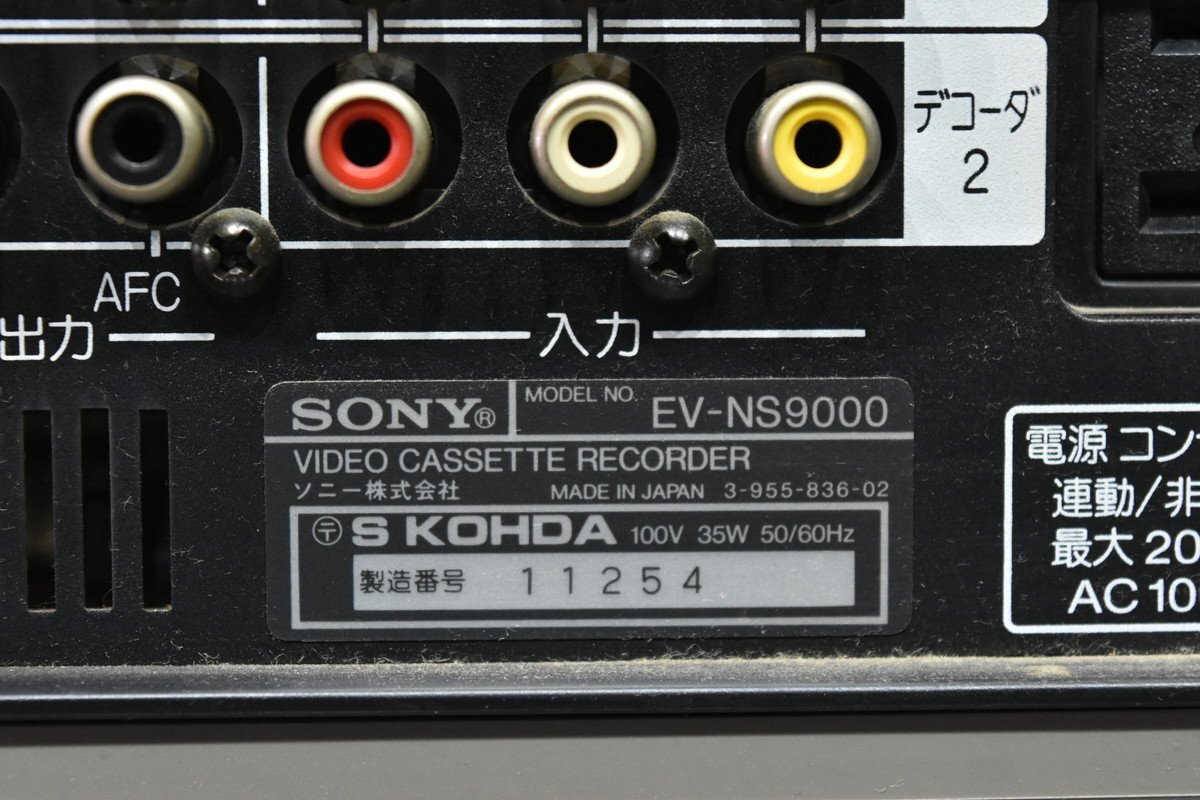 デコーダ
2
AFC
出力
入力
SONY®
MODEL NO.
EV-NS9000
VIDEO CASSETTE RECORDER
ソニー株式会社
MADE IN JAPAN 3-955-836-02
〒 S KOHDA 100V 35W 50/60Hz
製造番号 11254
電源 コン
連動/非
最大 20
AC 10